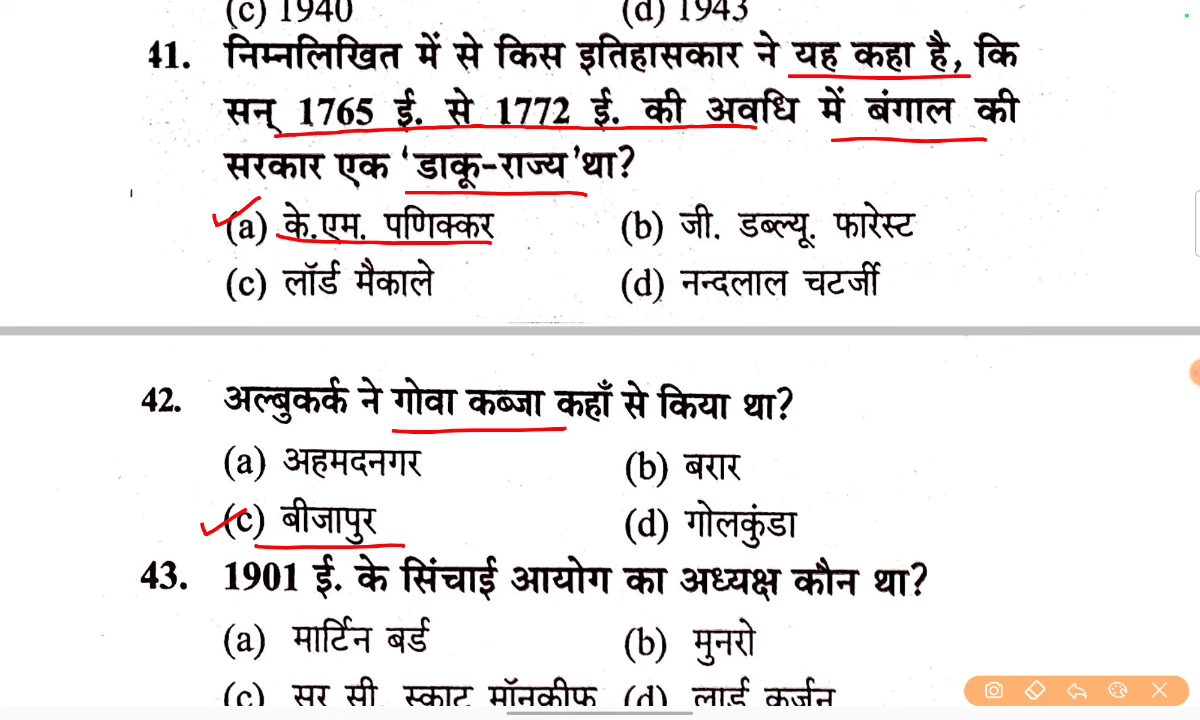 (c) 1940 (d) 1943
41. निम्नलिखित में से किस इतिहासकार ने यह कहा है, कि
सन् 1765 ई. से 1772 ई. की अवधि में बंगाल की
सरकार एक 'डाकू-राज्य' था?
(a) के.एम. पणिक्कर (b) जी. डब्ल्यू. फारेस्ट
(c) लॉर्ड मैकाले (d) नन्दलाल चटर्जी
42. अल्बुकर्क ने गोवा कब्जा कहाँ से किया था?
(a) अहमदनगर (b) बरार
(c) बीजापुर (d) गोलकुंडा
43. 1901 ई. के सिंचाई आयोग का अध्यक्ष कौन था?
(a) मार्टिन बर्ड (b) मुनरो
(c) सर सी. स्काट मॉनक्रीफ (d) लार्ड कर्जन